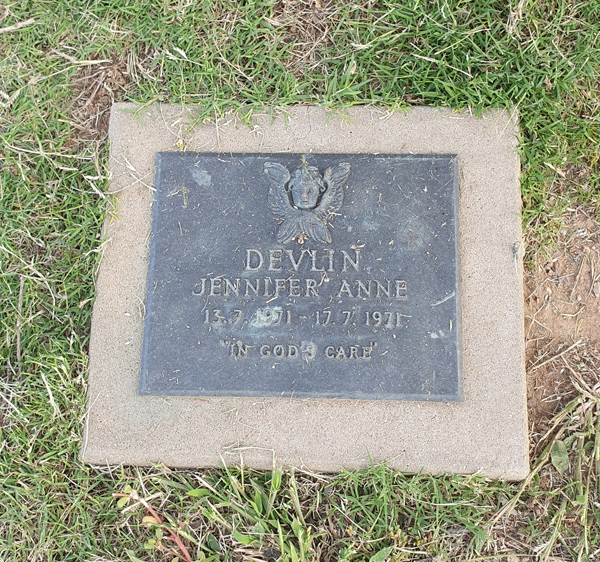 DEVLIN
JENNIFER ANNE
13. 7. 1971 - 17. 7. 1971
"IN GOD'S CARE"